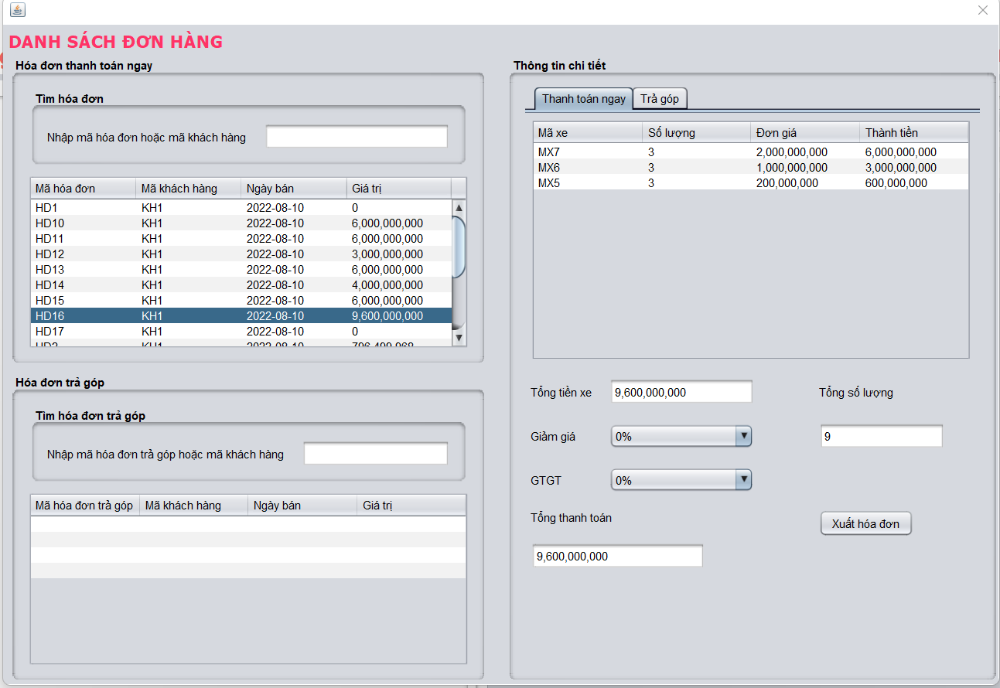 DANH SÁCH ĐƠN HÀNG
Hóa đơn thanh toán ngay
Tìm hóa đơn
Nhập mã hóa đơn hoặc mã khách hàng
Mã hóa đơn Mã khách hàng Ngày bán Giá trị
HD1 KH1 2022-08-10 0
HD10 KH1 2022-08-10 6,000,000,000
HD11 KH1 2022-08-10 6,000,000,000
HD12 KH1 2022-08-10 3,000,000,000
HD13 KH1 2022-08-10 6,000,000,000
HD14 KH1 2022-08-10 4,000,000,000
HD15 KH1 2022-08-10 6,000,000,000
HD16 KH1 2022-08-10 9,600,000,000
HD17 KH1 2022-08-10 0
KH1 2022-08-10
Hóa đơn trả góp
Tìm hóa đơn trả góp
Nhập mã hóa đơn trả góp hoặc mã khách hàng
Mã hóa đơn trả góp Mã khách hàng Ngày bán Giá trị
Thông tin chi tiết
Thanh toán ngay Trả góp
Mã xe Số lượng Đơn giá Thành tiền
MX7 3 2,000,000,000 6,000,000,000
MX6 3 1,000,000,000 3,000,000,000
MX5 3 200,000,000 600,000,000
Tổng tiền xe 9,600,000,000 Tổng số lượng
Giảm giá 0% 9
GTGT 0%
Tổng thanh toán Xuất hóa đơn
9,600,000,000